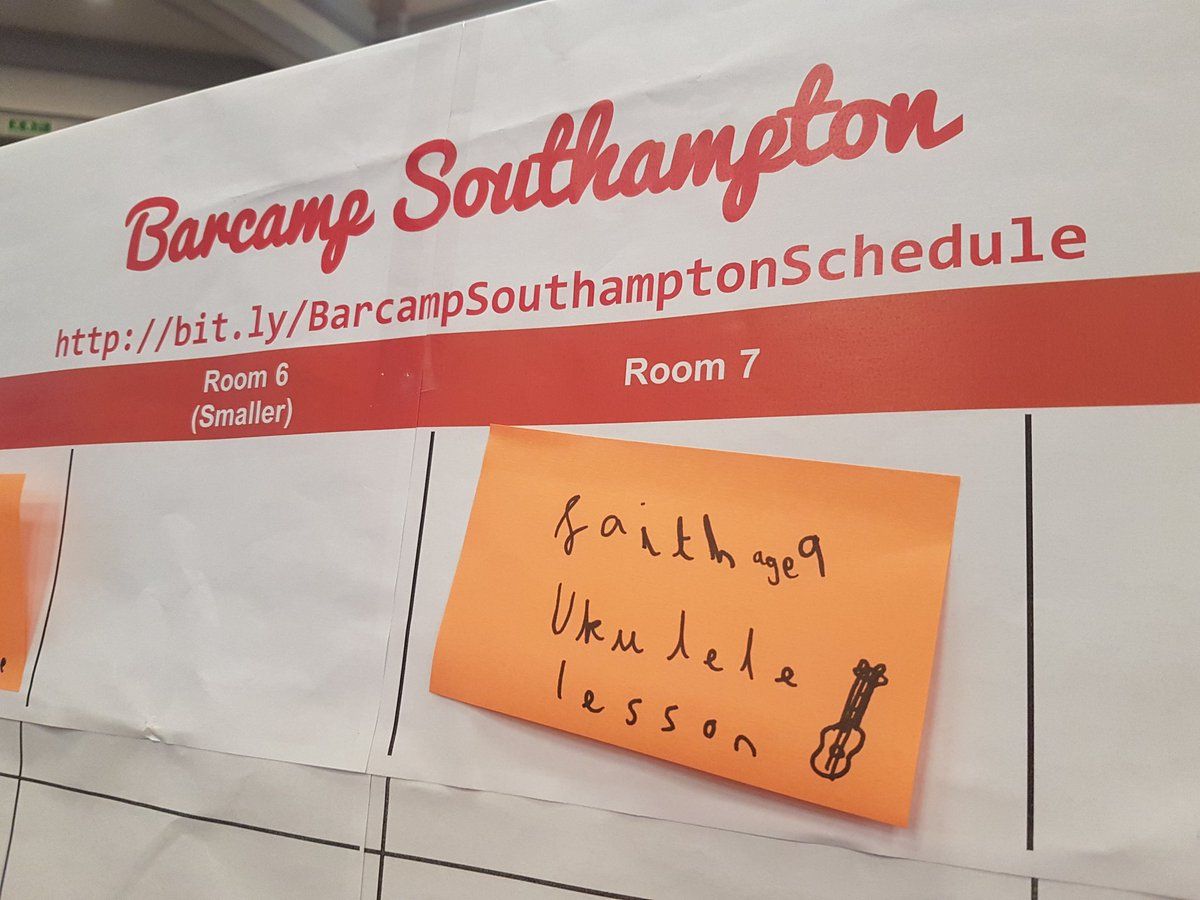 Barcamp Southampton
http://bit.ly/BarcampSouthamptonSchedule
Room 6
(Smaller)
Room 7
faith age 9
Ukulele
lesson